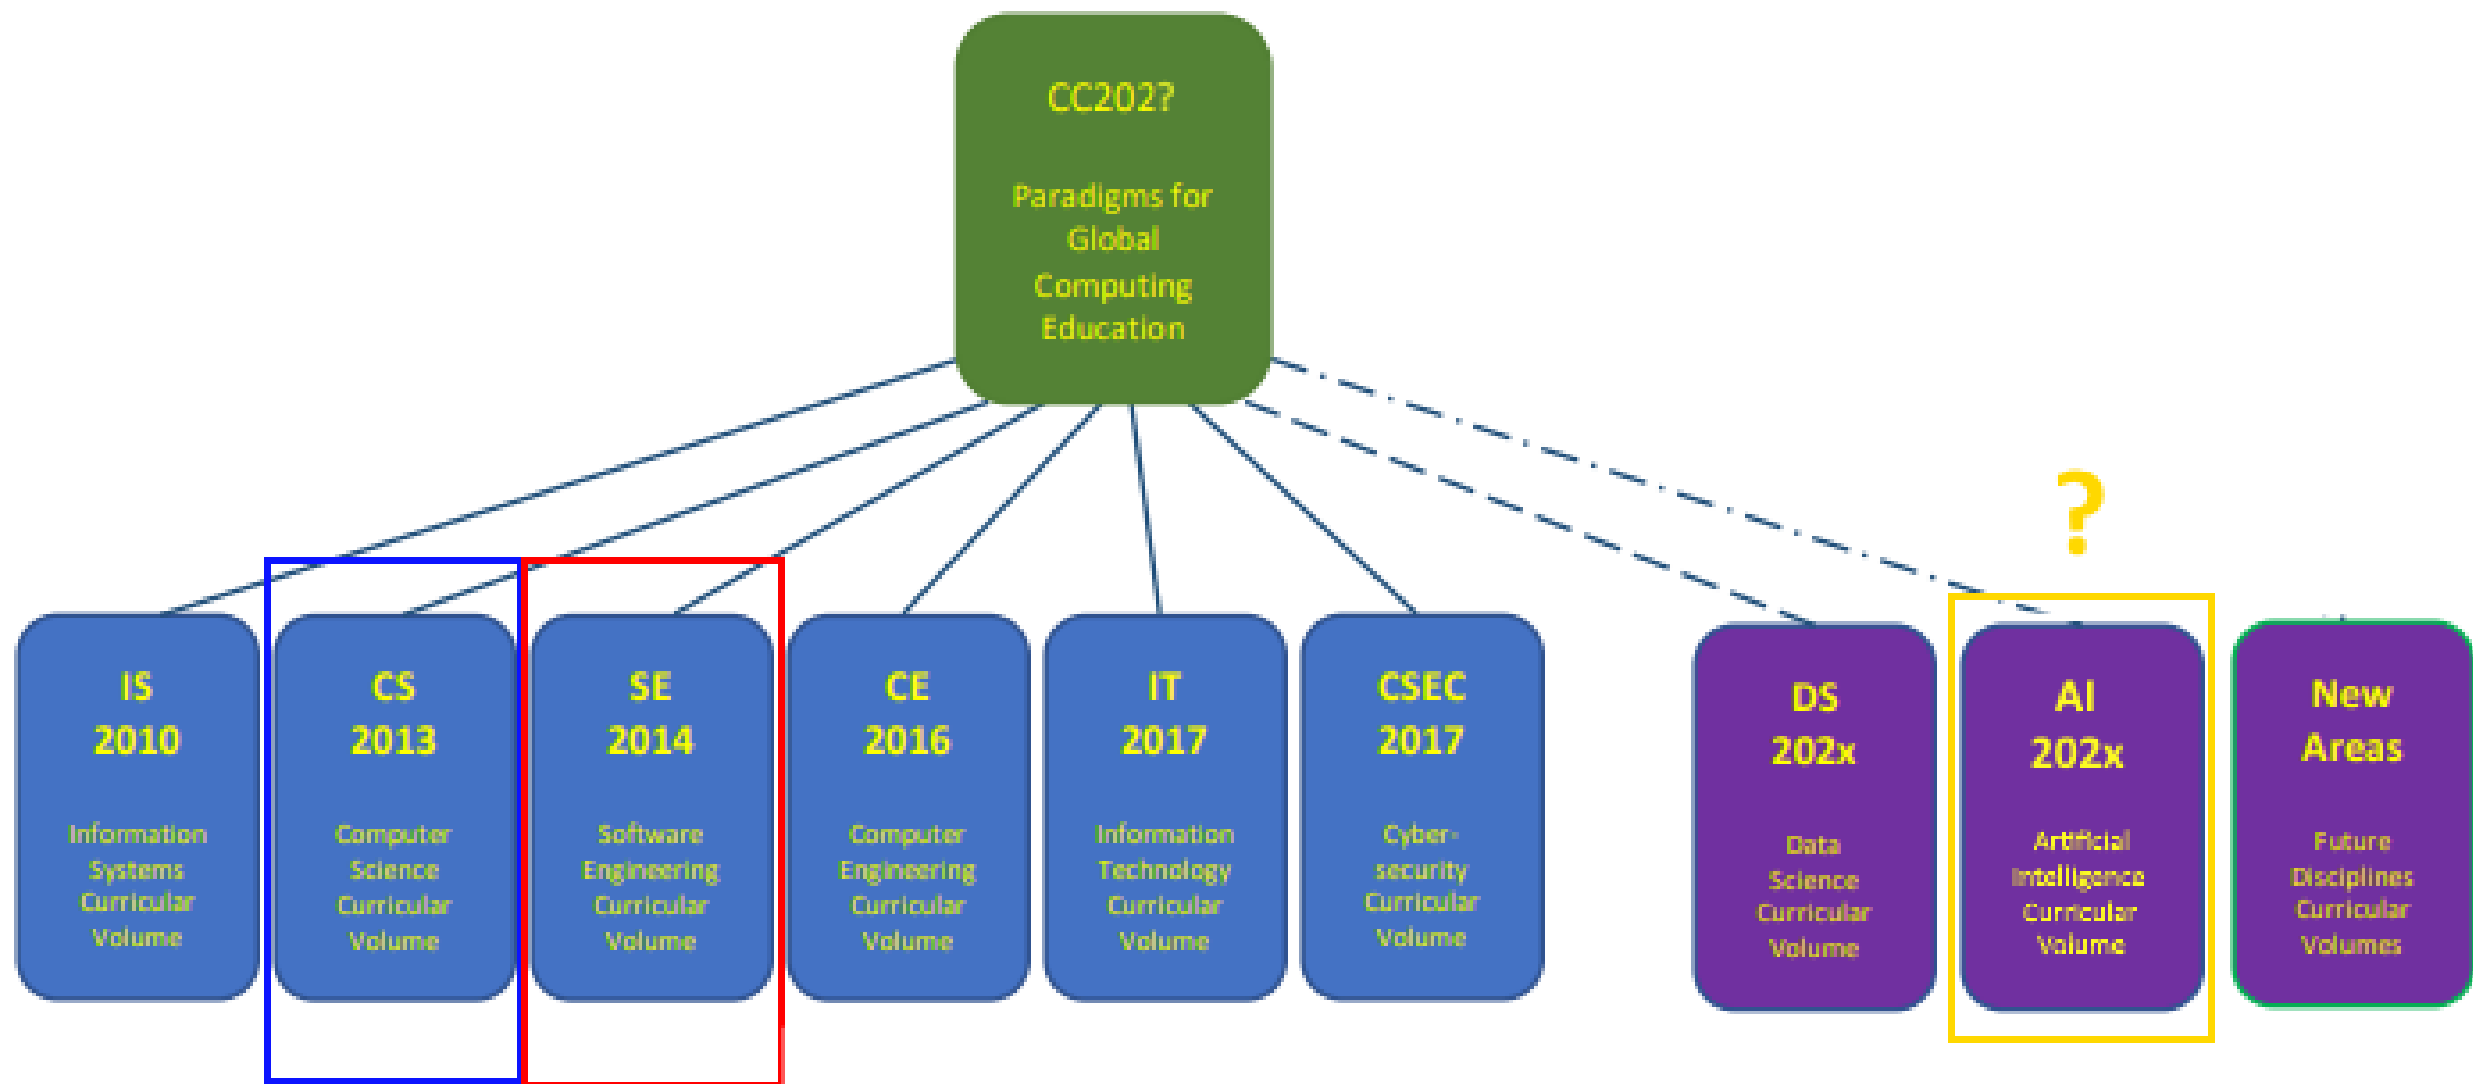 CC202?
Paradigms for
Global
Computing
Education
?
IS
2010
Information
Systems
Curricular
Volume
CS
2013
Computer
Science
Curricular
Volume
SE
2014
Software
Engineering
Curricular
Volume
CE
2016
Computer
Engineering
Curricular
Volume
IT
2017
Information
Technology
Curricular
Volume
CSEC
2017
Cyber-
security
Curricular
Volume
DS
202x
Data
Science
Curricular
Volume
AI
202x
Artificial
Intelligence
Curricular
Volume
New
Areas
Future
Disciplines
Curricular
Volumes